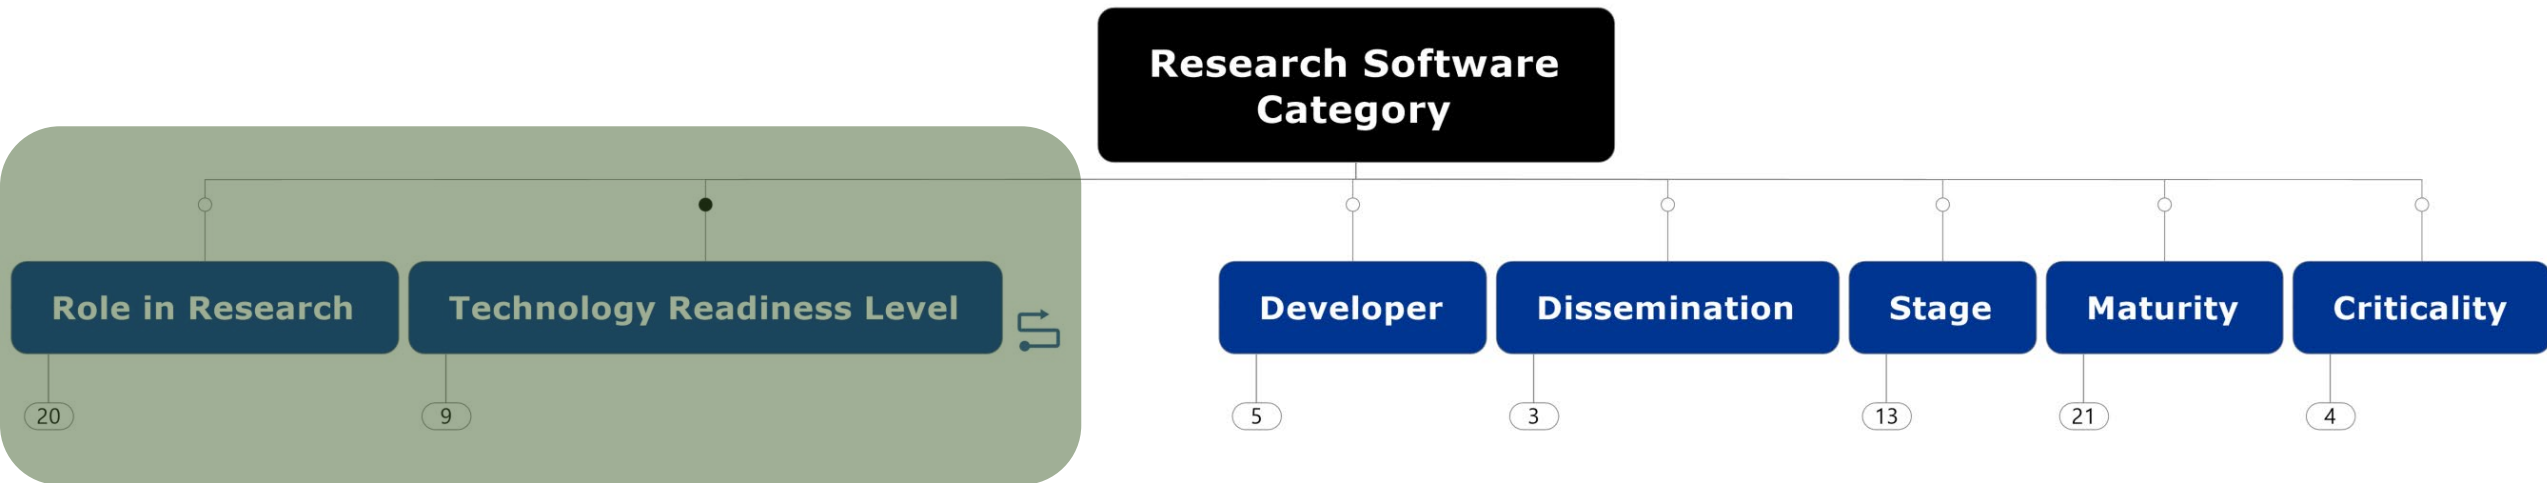 Research Software
Category
Role in Research
Technology Readiness Level
Developer
Dissemination
Stage
Maturity
Criticality
20
9
5
3
13
21
4